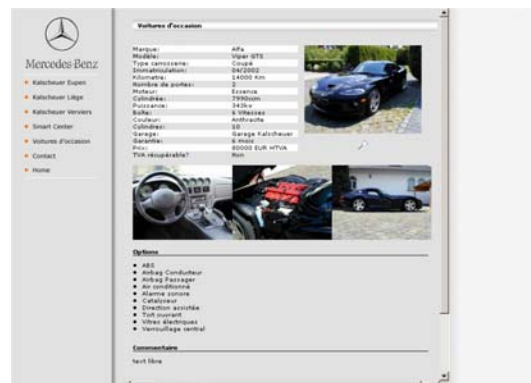 Mercedes-Benz
Kalscheuer Eupen
Kalscheuer Liège
Kalscheuer Verviers
Smart Center
Voitures d'occasion
Contact
Home
Voitures d'occasion
Marque: Alfa
Modèle: Viper GTS
Type carrosserie: Coupé
Immatriculation: 04/2002
Kilomètre: 14000 Km
Nombre de portes: 2
Moteur: Essence
Cylindrée: 7990ccm
Puissance: 343kv
Boîte: 6 Vitesses
Couleur: Anthracite
Cylindres: 10
Garage: Garage Kalscheuer
Garantie: 6 mois
Prix: 80000 EUR HTVA
TVA récupérable? Non
Options
ABS
Airbag Conducteur
Airbag Passager
Air conditionné
Alarme sonore
Catalyseur
Direction assistée
Toit ouvrant
Vitres électriques
Verrouillage central
Commentaire
text libre